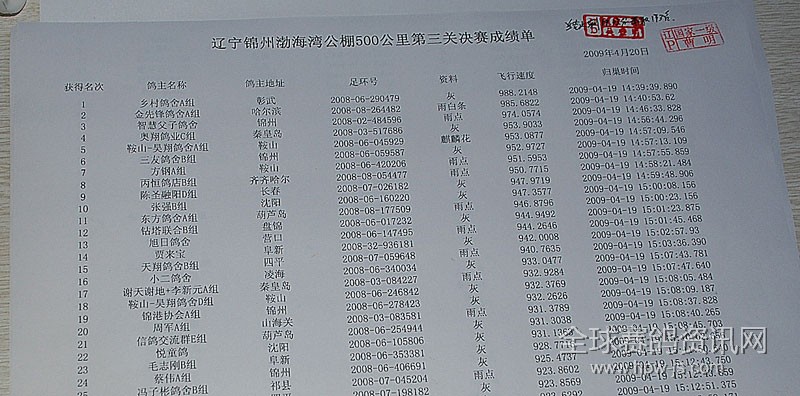 辽宁锦州渤海湾公棚500公里第三关决赛成绩单
2009年4月20日
获得名次 鸽主名称 鸽主地址 足环号 资料 飞行速度 归巢时间
1 乡村鸽舍A组 彰武 2008-06-290479 灰 988.2148 2009-04-19 14:39:39.890
2 金先锋鸽舍A组 哈尔滨 2008-08-264482 雨白条 985.6822 2009-04-19 14:40:53.62
3 智慧父子鸽舍 锦州 2008-02-484596 雨点 974.0574 2009-04-19 14:46:33.828
4 奥翔鸽业C组 秦皇岛 2008-03-517686 灰 953.9033 2009-04-19 14:56:44.296
5 鞍山-吴翔鸽舍A组 鞍山 2008-06-045929 麒麟花 953.0877 2009-04-19 14:57:09.546
6 三友鸽舍B组 锦州 2008-06-059587 灰 952.9727 2009-04-19 14:57:13.109
7 方钢A组 鞍山 2008-06-420206 雨点 951.5953 2009-04-19 14:57:55.859
8 丙恒鸽店B组 齐齐哈尔 2008-08-054477 雨点 950.7751 2009-04-19 14:58:21.484
9 陈圣融阳D组 长春 2008-07-026182 灰 947.9719 2009-04-19 14:59:48.906
10 张强B组 沈阳 2008-06-160220 灰 947.3577 2009-04-19 15:00:08.156
11 东方鸽舍A组 葫芦岛 2008-08-177509 雨点 946.8796 2009-04-19 15:00:23.156
12 钻塔联合B组 盘锦 2008-06-017232 灰 944.9492 2009-04-19 15:01:23.875
13 旭日鸽舍 营口 2008-06-147495 雨点 944.2646 2009-04-19 15:01:45.468
14 贾来宝 阜新 2008-32-936181 灰 942.0008 2009-04-19 15:02:57.93
15 天翔鸽舍B组 四平 2008-07-059648 雨点 940.7635 2009-04-19 15:03:36.390
16 小二鸽舍 凌海 2008-06-340034 灰 933.0477 2009-04-19 15:07:43.781
17 谢天谢地+李新元A组 秦皇岛 2008-03-084277 雨点 932.9284 2009-04-19 15:07:47.640
18 鞍山-吴翔鸽舍D组 鞍山 2008-06-246842 灰 932.3769 2009-04-19 15:08:05.484
19 锦港协会A组 锦州 2008-06-278423 灰 932.2626 2009-04-19 15:08:09.187
20 周军A组 山海关 2008-03-083581 雨点 931.3789 2009-04-19 15:08:37.828
21 信鸽交流群E组 葫芦岛 2008-06-254944 灰 931.3038 2009-04-19 15:08:40.265
22 悦童鸽 沈阳 2008-06-105806 灰 15:08:45.703
23 毛志刚B组 阜新 2008-06-353381 雨点
24 蔡伟A组 锦州 2008-06-406691 灰 925.4737
25 冯子彬鸽舍B组 祁县 2008-07-045204 雨点 923.8602 2009-04-19 15:12:43.750
四平 2008-07-198182 灰 923.6292 2009-04-19 15:12:51.375
全球赛鸽资讯网